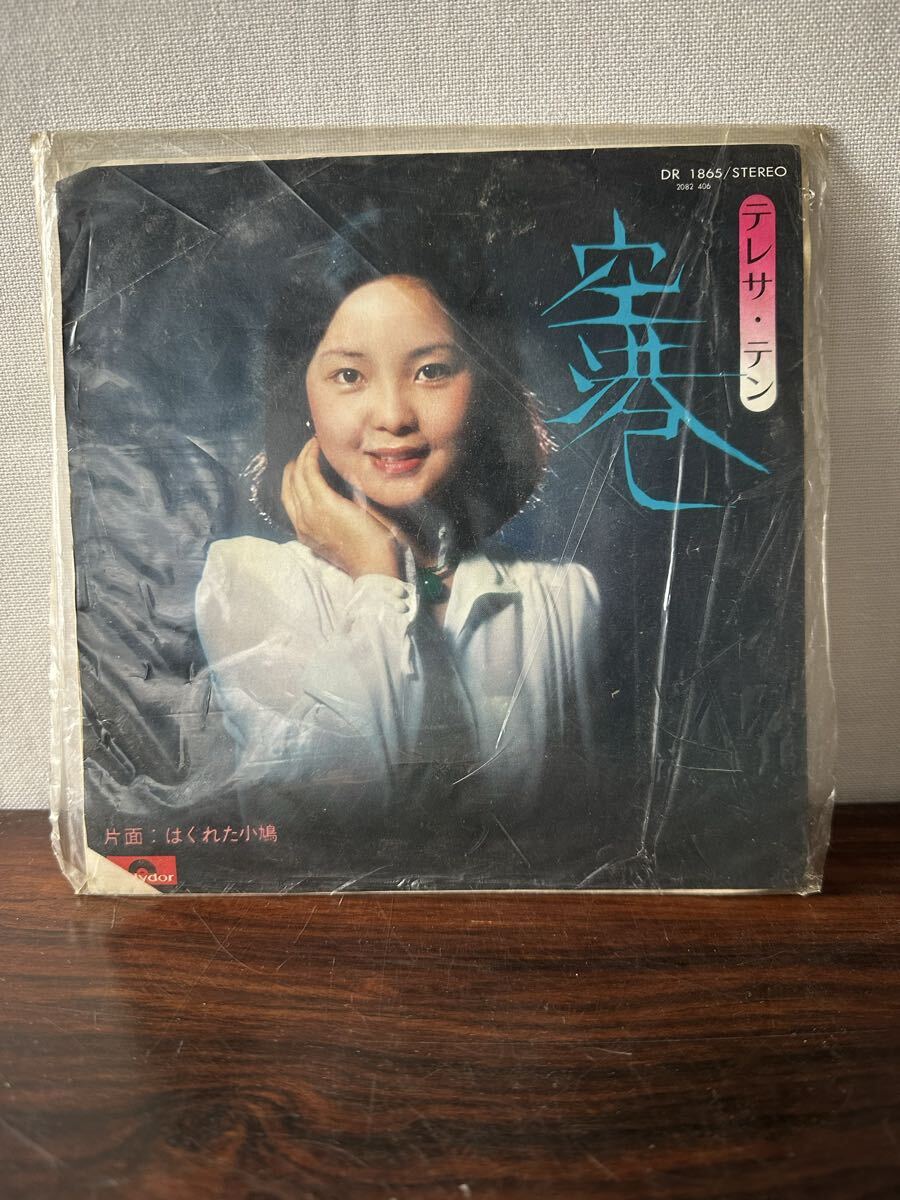 DR 1865/STEREO
2082 406
テレサ・テン
空港
片面：はぐれた小鳩
lydor